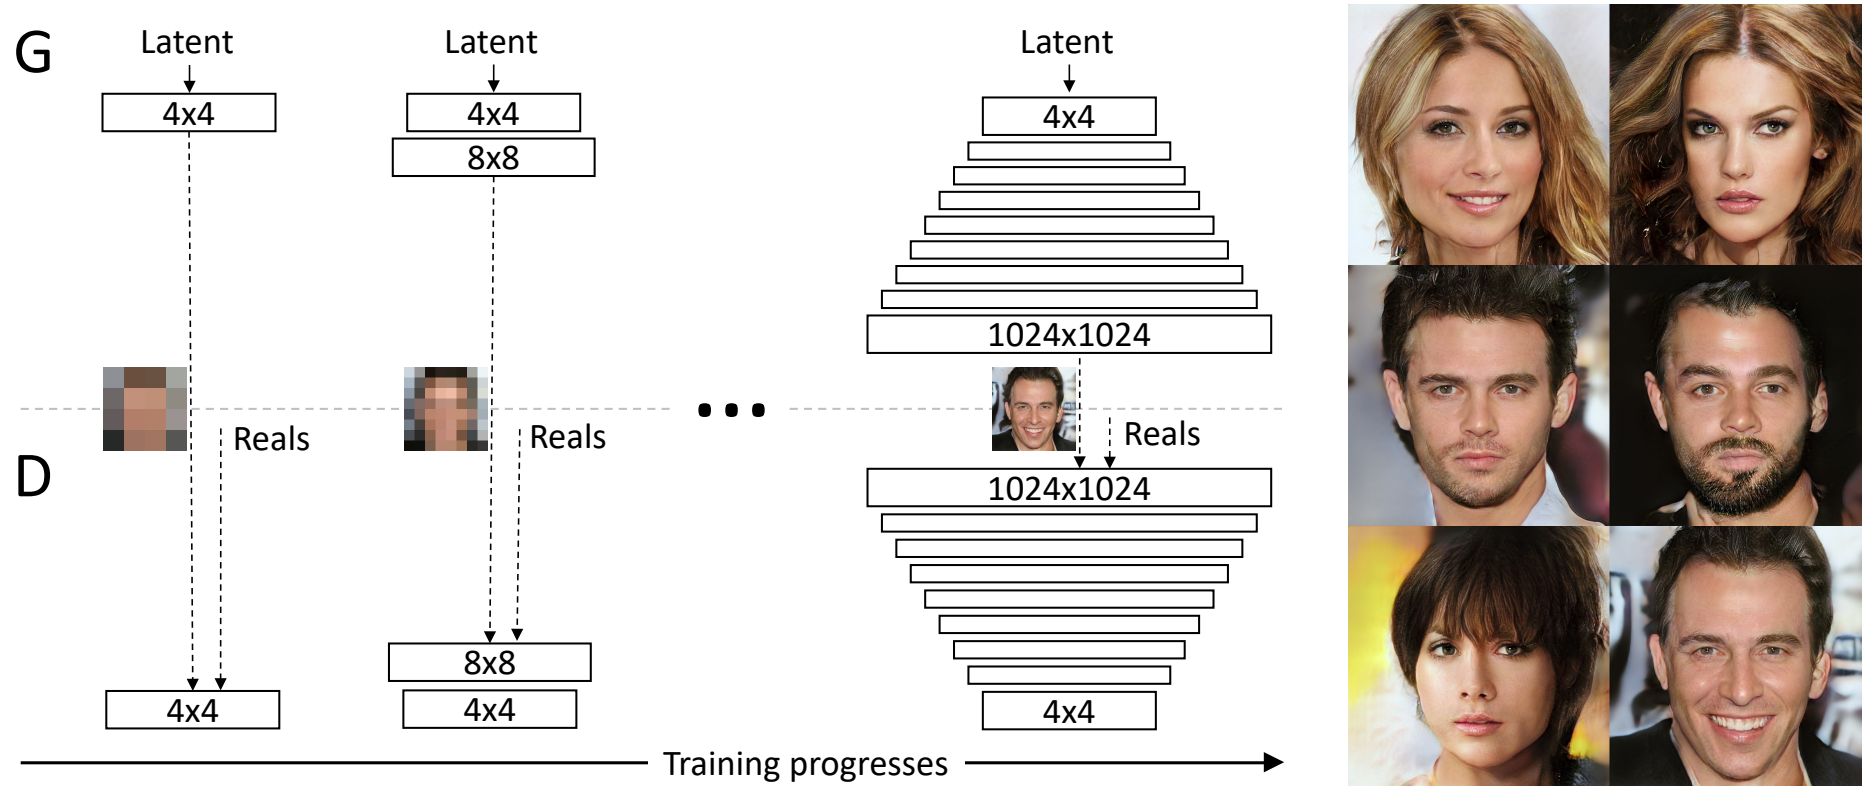 G
Latent
Latent
Latent
4x4
4x4
4x4
8x8
1024x1024
Reals
Reals
Reals
D
1024x1024
8x8
4x4
4x4
4x4
Training progresses